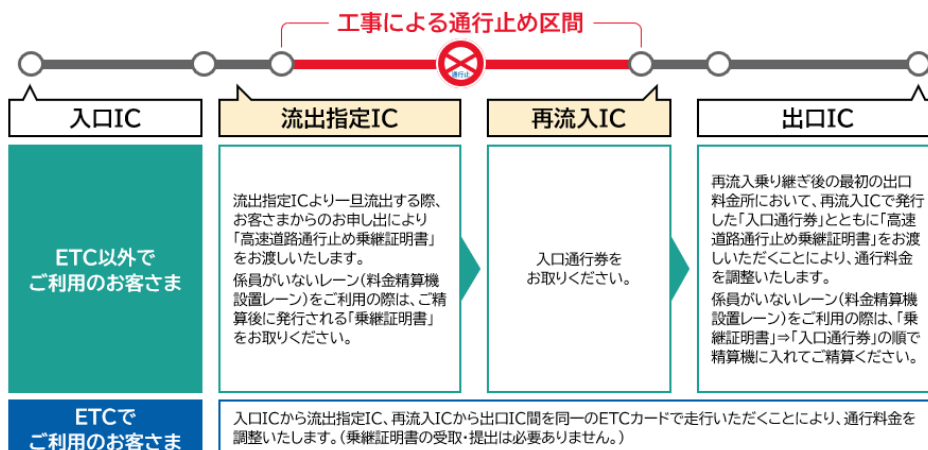 工事による通行止め区間
通行止
入口IC
流出指定IC
再流入IC
出口IC
ETC以外で
ご利用のお客さま
流出指定ICより一旦流出する際、
お客さまからのお申し出により
「高速道路通行止め乗継証明書」
をお渡しいたします。
係員がいないレーン(料金精算機
設置レーン)をご利用の際は、ご精
算後に発行される「乗継証明書」
をお取りください。
入口通行券を
お取りください。
再流入乗り継ぎ後の最初の出口
料金所において、再流入ICで発行
した「入口通行券」とともに「高速
道路通行止め乗継証明書」をお渡
しいただくことにより、通行料金
を調整いたします。
係員がいないレーン(料金精算機
設置レーン)をご利用の際は、「乗
継証明書」⇒「入口通行券」の順で
精算機に入れてご精算ください。
ETCで
ご利用のお客さま
入口ICから流出指定IC、再流入ICから出口IC間を同一のETCカードで走行いただくことにより、通行料金を
調整いたします。(乗継証明書の受取・提出は必要ありません。)